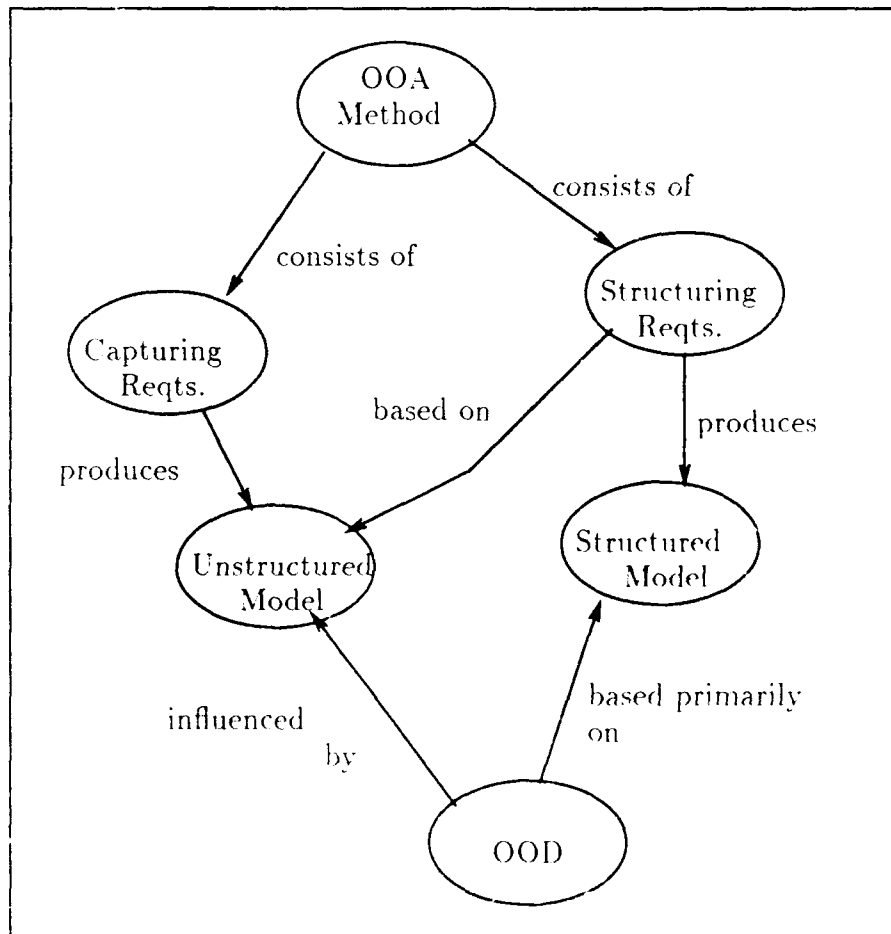 OOA
Method
consists of
consists of
Structuring
Reqts.
Capturing
Reqts.
based on
produces
produces
Structured
Model
Unstructured
Model
based primarily
on
influenced
by
OOD